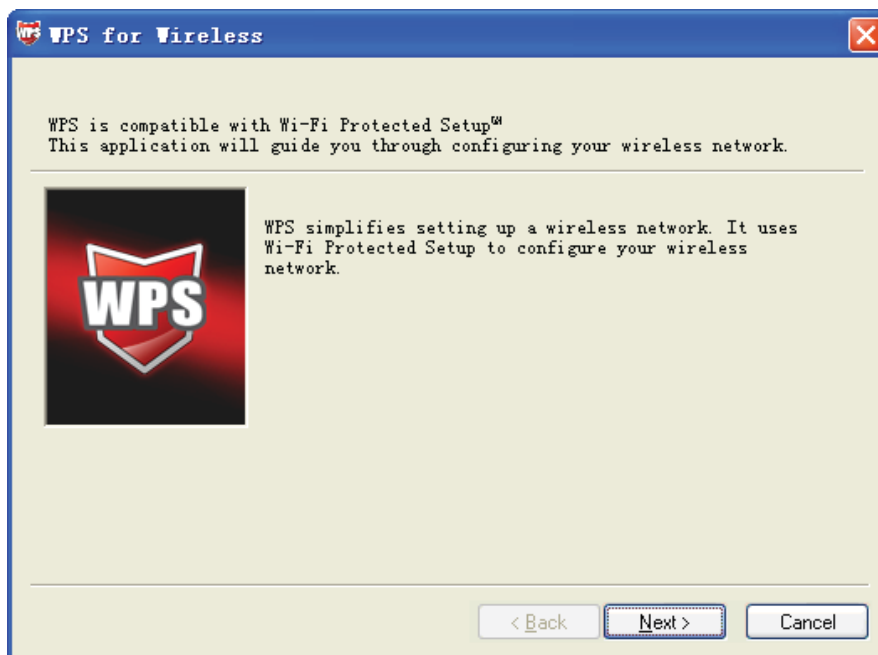 WPS for Wireless
WPS is compatible with Wi-Fi Protected Setup℠
This application will guide you through configuring your wireless network.
WPS
WPS simplifies setting up a wireless network. It uses
Wi-Fi Protected Setup to configure your wireless
network.
< Back
Next >
Cancel